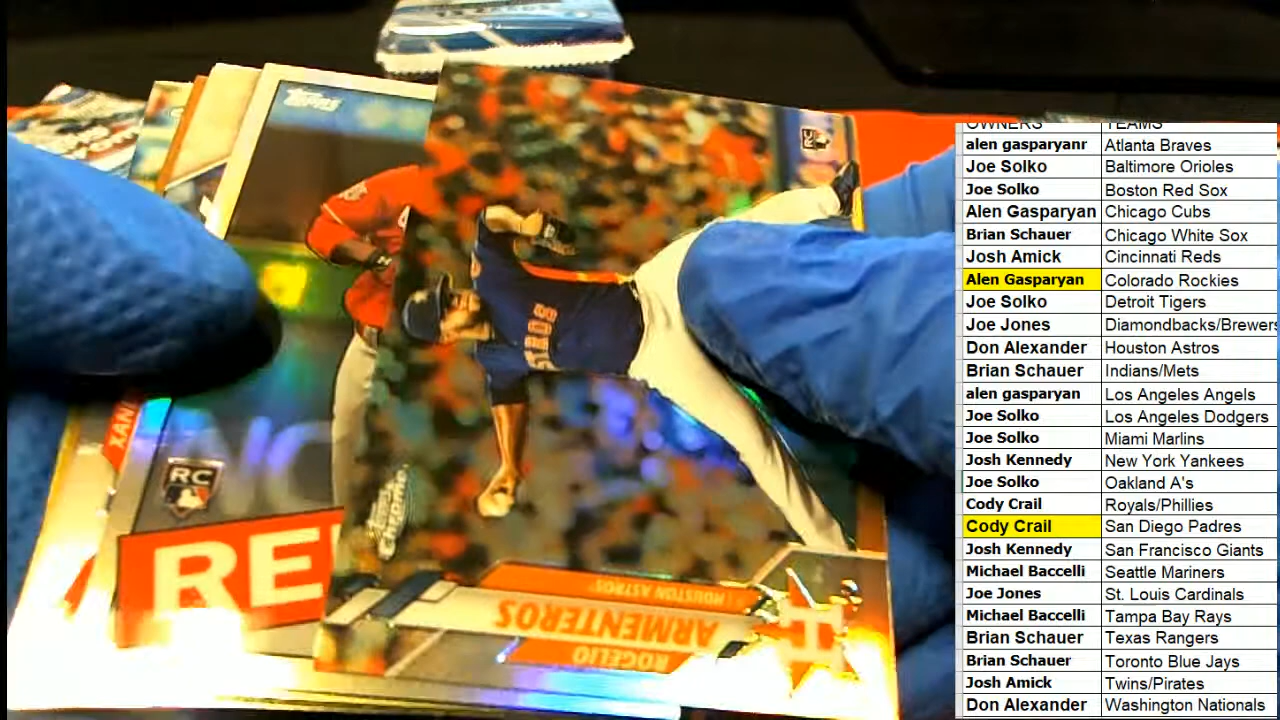 topps
RC
XAN
RC
RE
Topps Chrome
ASTROS
HOUSTON ASTROS
ROGELIO
ARMENTEROS
OWNERS TEAMS
alen gasparyanr Atlanta Braves
Joe Solko Baltimore Orioles
Joe Solko Boston Red Sox
Alen Gasparyan Chicago Cubs
Brian Schauer Chicago White Sox
Josh Amick Cincinnati Reds
Alen Gasparyan Colorado Rockies
Joe Solko Detroit Tigers
Joe Jones Diamondbacks/Brewers
Don Alexander Houston Astros
Brian Schauer Indians/Mets
alen gasparyan Los Angeles Angels
Joe Solko Los Angeles Dodgers
Joe Solko Miami Marlins
Josh Kennedy New York Yankees
Joe Solko Oakland A's
Cody Crail Royals/Phillies
Cody Crail San Diego Padres
Josh Kennedy San Francisco Giants
Michael Baccelli Seattle Mariners
Joe Jones St. Louis Cardinals
Michael Baccelli Tampa Bay Rays
Brian Schauer Texas Rangers
Brian Schauer Toronto Blue Jays
Josh Amick Twins/Pirates
Don Alexander Washington Nationals